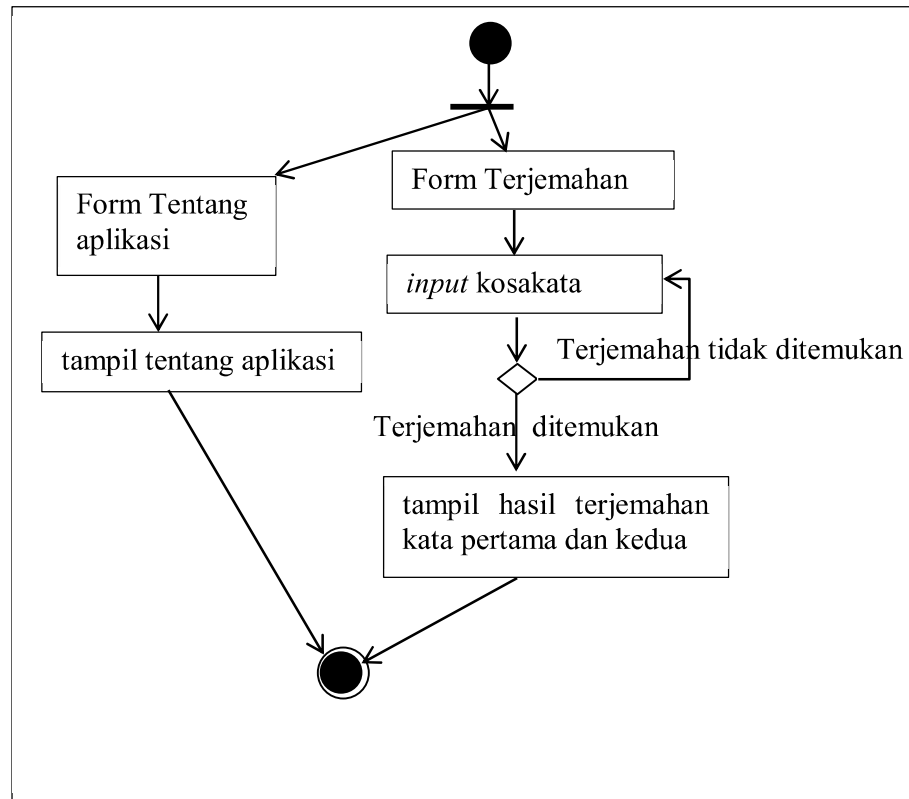 Form Terjemahan
Form Tentang
aplikasi
input kosakata
Terjemahan tidak ditemukan
tampil tentang aplikasi
Terjemahan ditemukan
tampil hasil terjemahan
kata pertama dan kedua